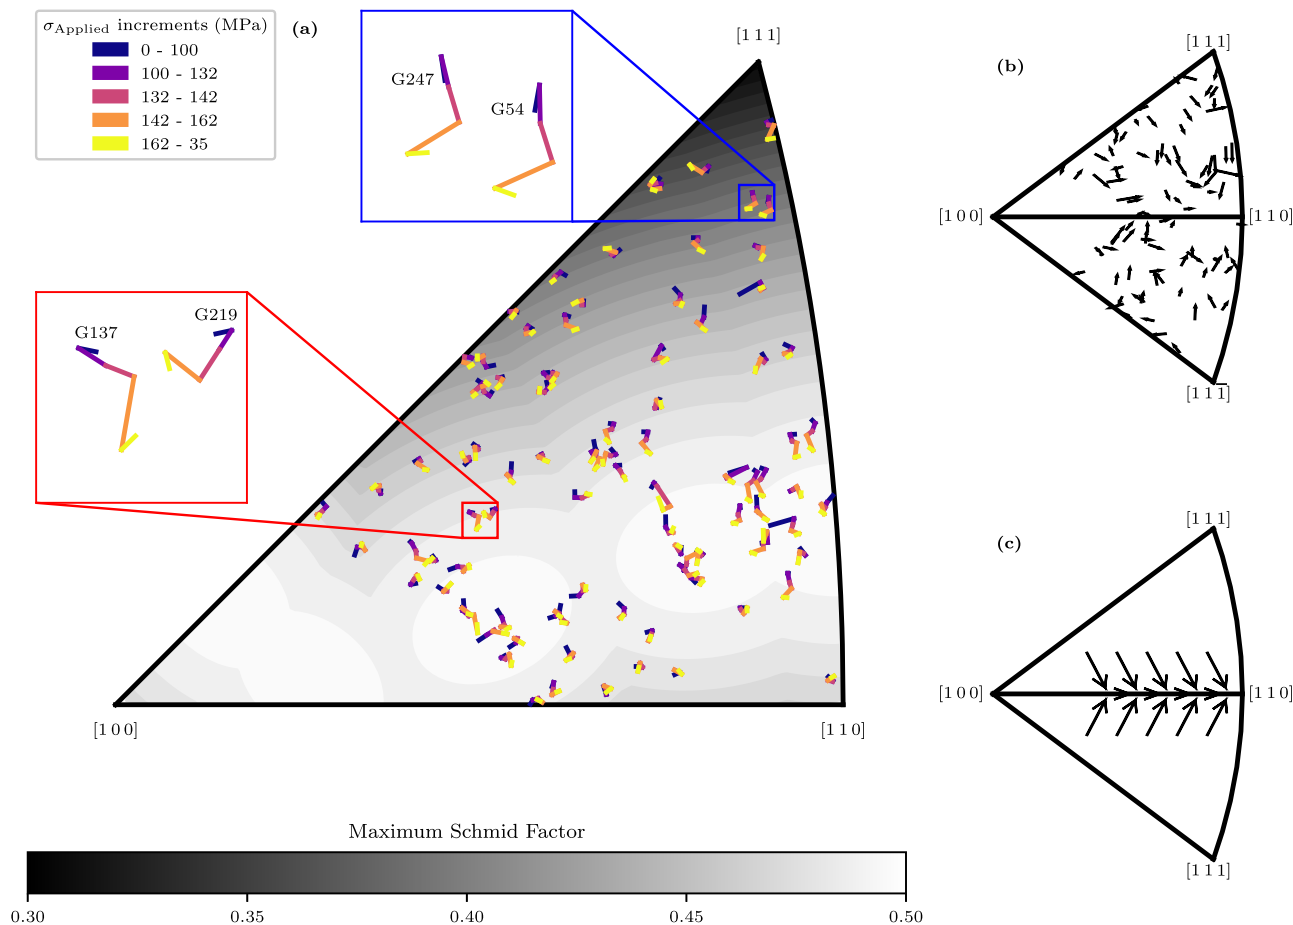 σApplied increments (MPa)
0 - 100
100 - 132
132 - 142
142 - 162
162 - 35
(a)
G247
G54
[1 1 1]
G137
G219
[1 0 0]
[1 1 0]
(b)
[1 1 1]
[1 0 0]
[1 1 0]
[1 1 1̅]
(c)
[1 1 1]
[1 0 0]
[1 1 0]
[1 1 1]
Maximum Schmid Factor
0.30
0.35
0.40
0.45
0.50